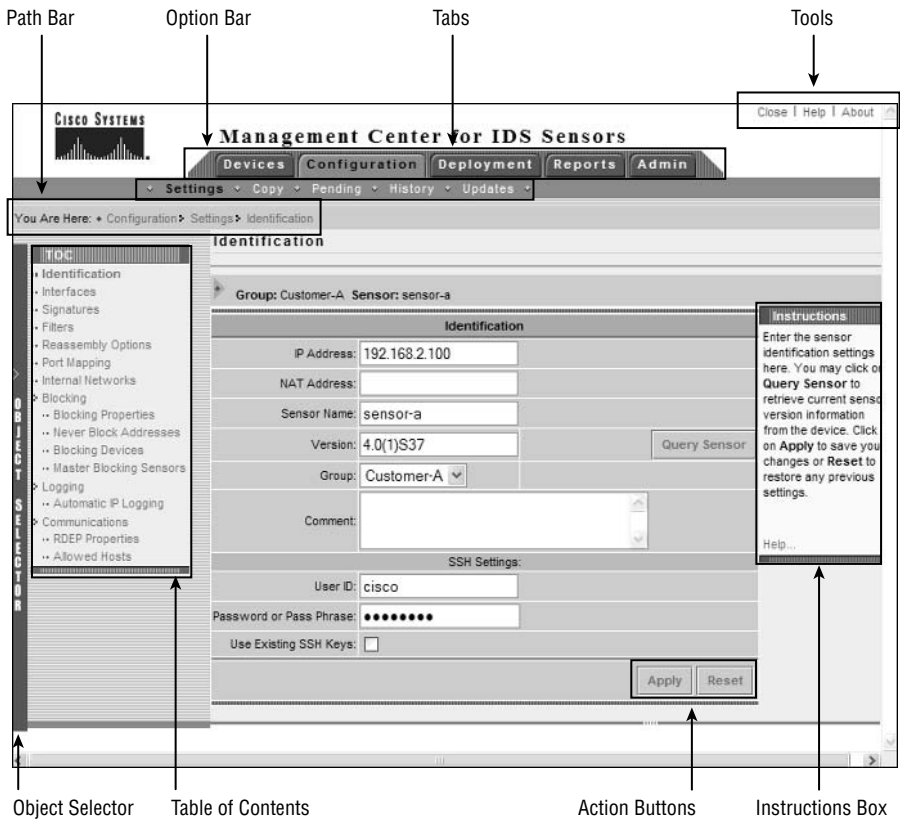 Path Bar Option Bar Tabs Tools
Close | Help | About
CISCO SYSTEMS
Management Center for IDS Sensors
Devices Configuration Deployment Reports Admin
Settings Copy Pending History Updates
You Are Here: Configuration Settings Identification
Identification
TOC
Identification
Interfaces
Signatures
Filters
Reassembly Options
Port Mapping
Internal Networks
Blocking
Blocking Properties
Never Block Addresses
Blocking Devices
Master Blocking Sensors
Logging
Automatic IP Logging
Communications
RDEP Properties
Allowed Hosts
OBJECT SELECTOR
Group: Customer-A Sensor: sensor-a
Identification
IP Address: 192.168.2.100
NAT Address:
Sensor Name: sensor-a
Version: 4.0(1)S37 Query Sensor
Group: Customer-A
Comment:
SSH Settings:
User ID: cisco
Password or Pass Phrase: ●●●●●●●●
Use Existing SSH Keys:
Apply Reset
Instructions
Enter the sensor
identification settings
here. You may click o
Query Sensor to
retrieve current senso
version information
from the device. Click
on Apply to save you
changes or Reset to
restore any previous
settings.
Help...
Object Selector Table of Contents Action Buttons Instructions Box